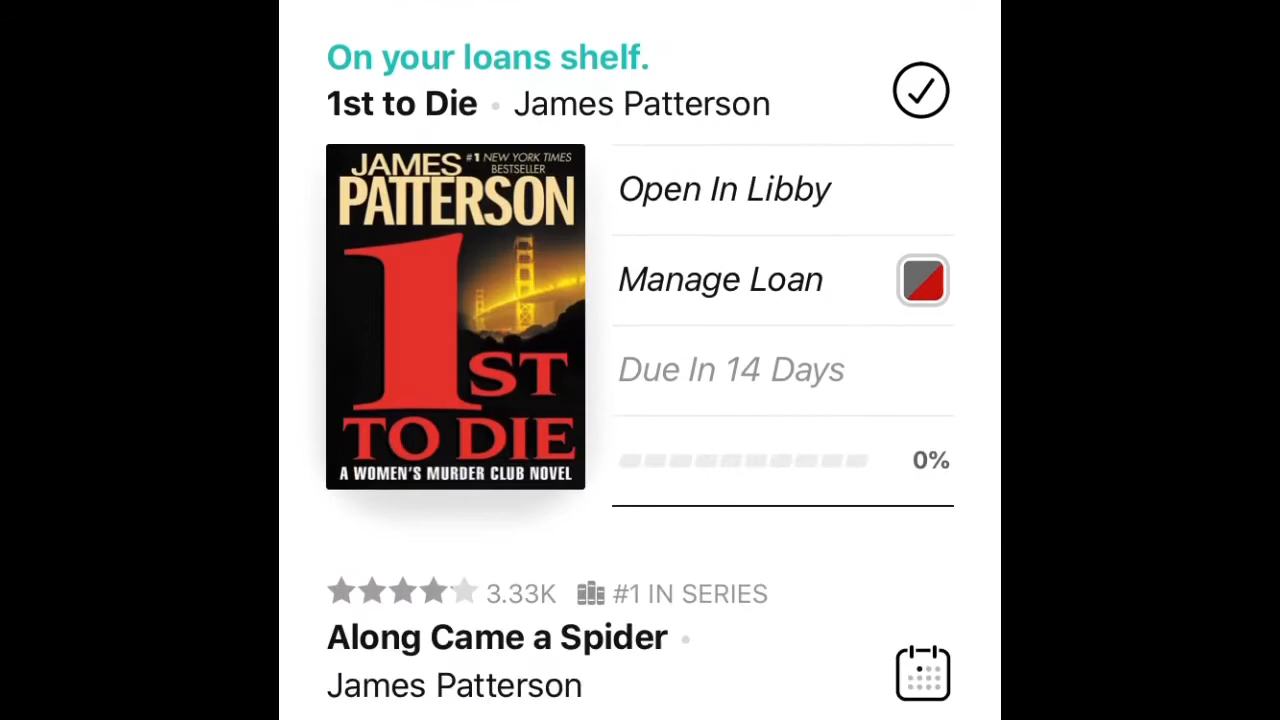 On your loans shelf.
1st to Die • James Patterson
JAMES #1 NEW YORK TIMES
BESTSELLER
PATTERSON
1ST
TO DIE
A WOMEN'S MURDER CLUB NOVEL
Open In Libby
Manage Loan
Due In 14 Days
0%
3.33K #1 IN SERIES
Along Came a Spider •
James Patterson